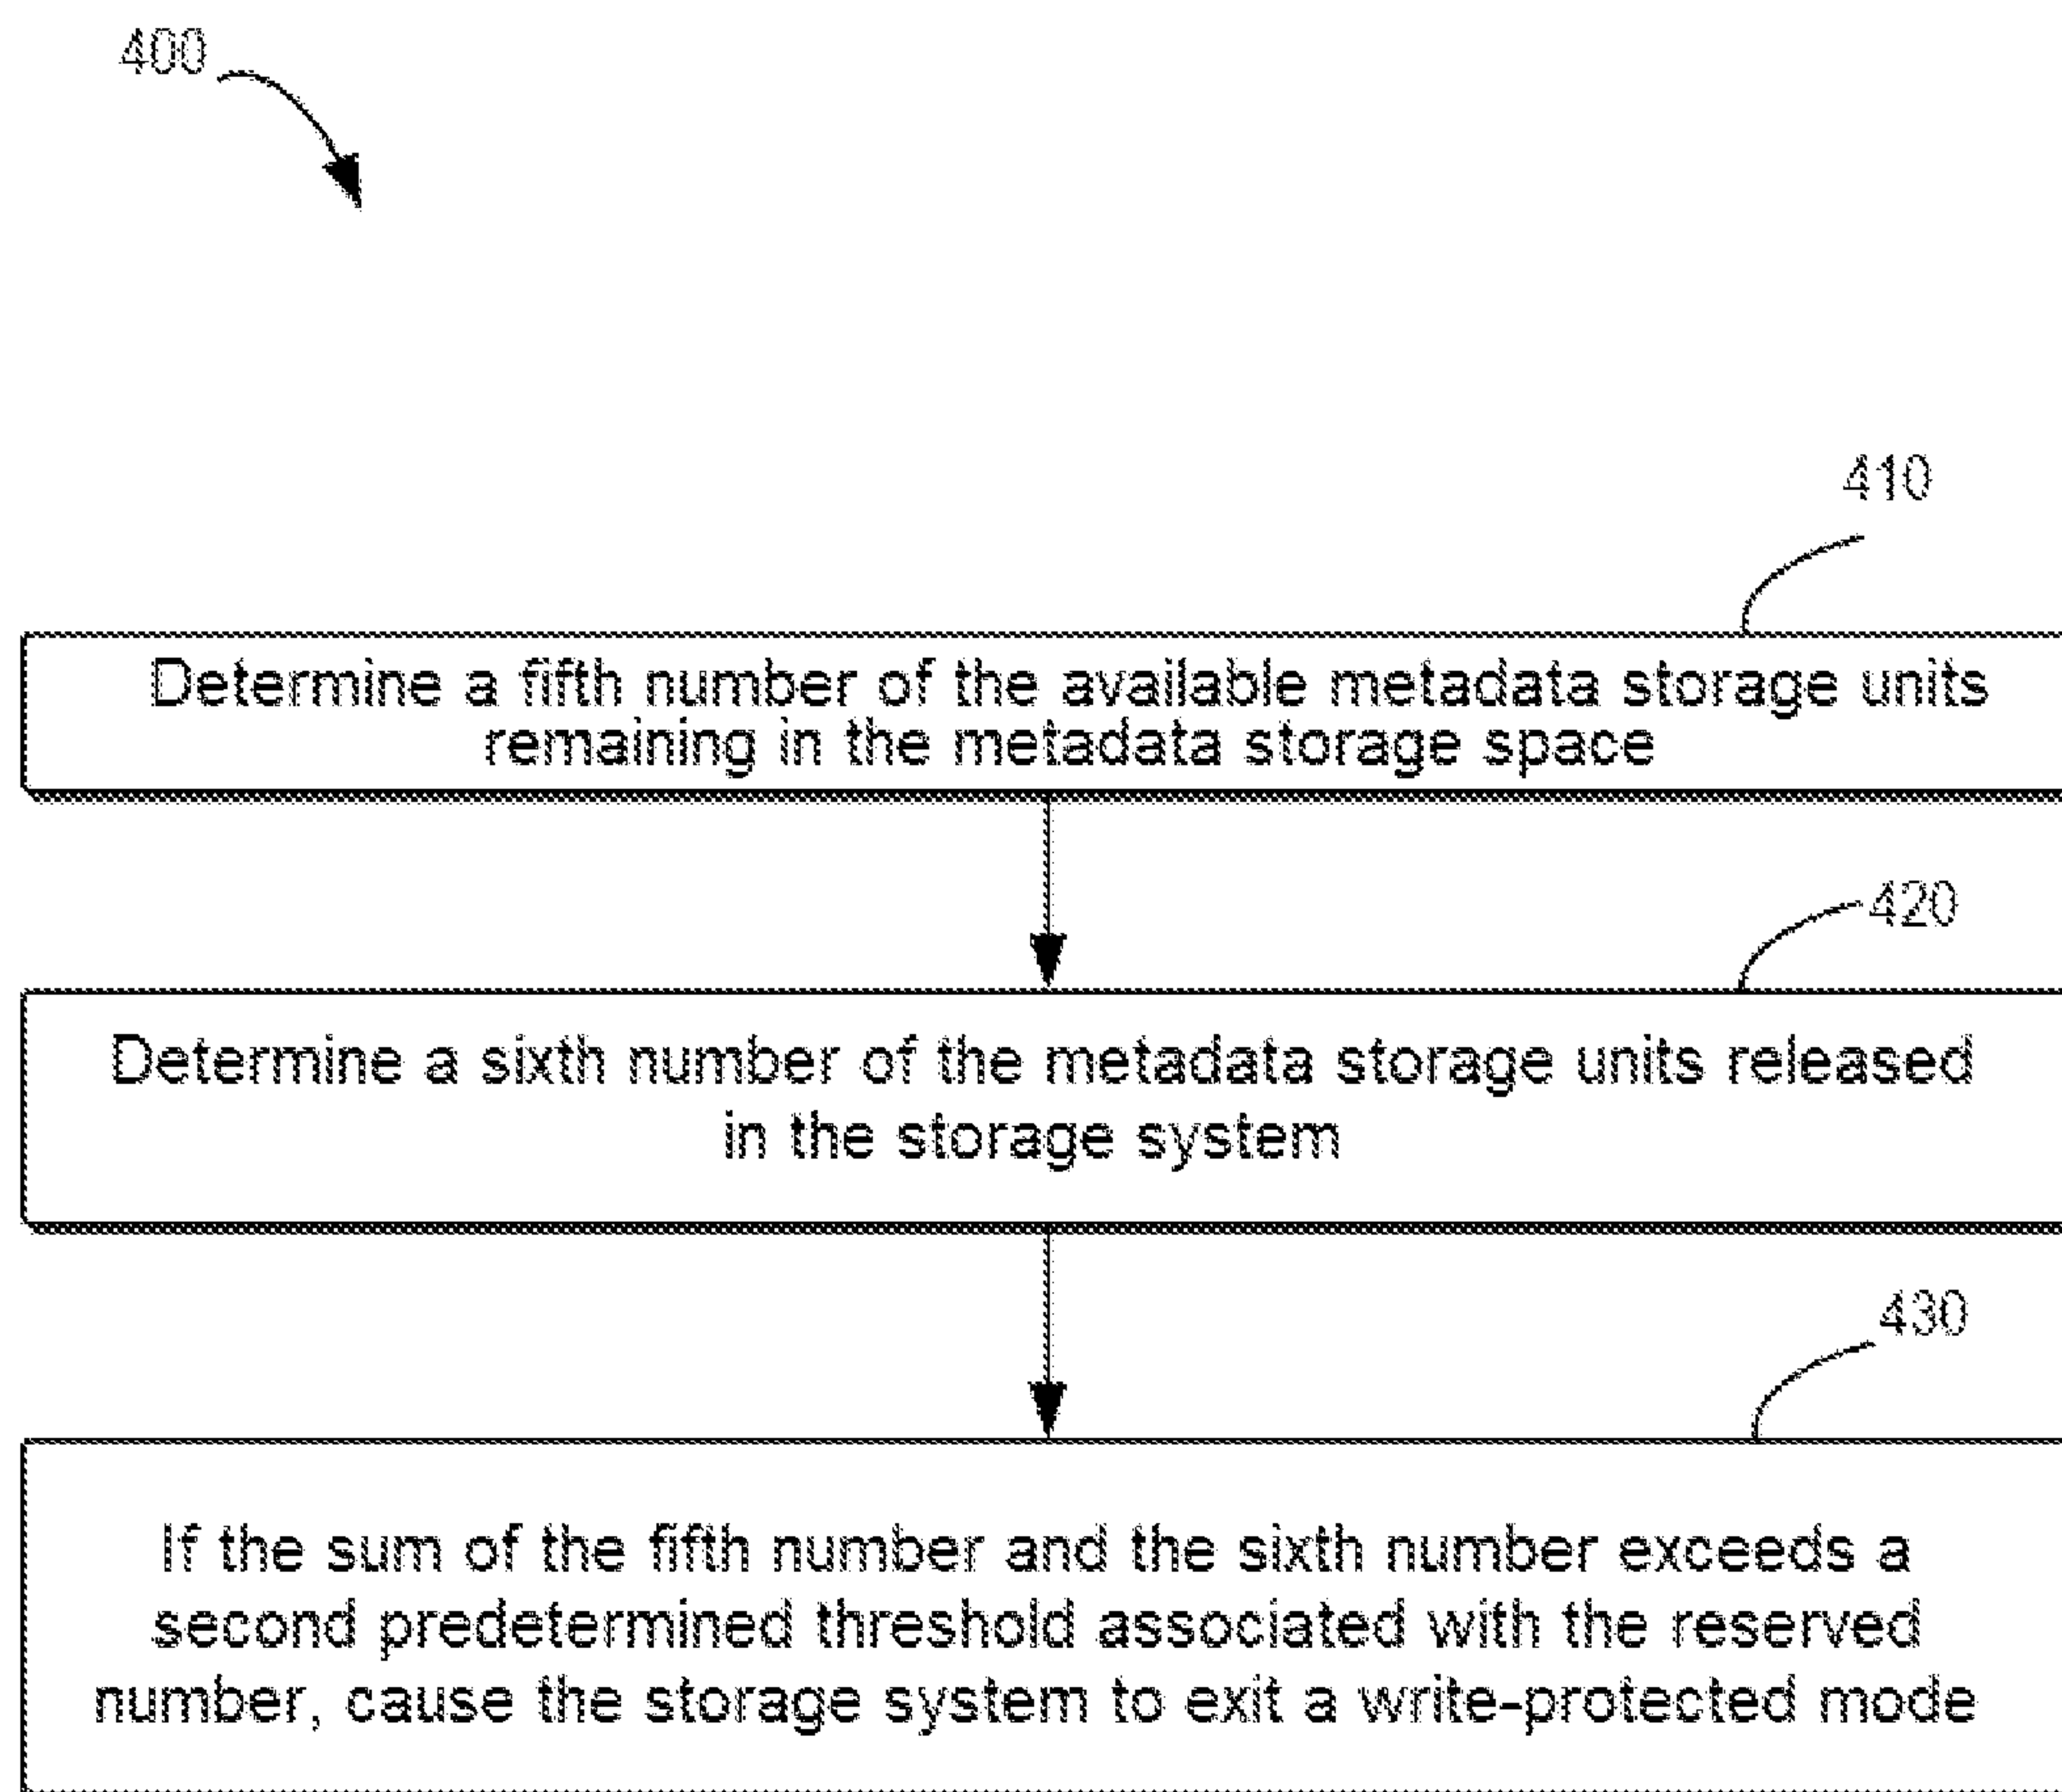 400
410
Determine a fifth number of the available metadata storage units
remaining in the metadata storage space
420
Determine a sixth number of the metadata storage units released
in the storage system
430
If the sum of the fifth number and the sixth number exceeds a
second predetermined threshold associated with the reserved
number, cause the storage system to exit a write-protected mode